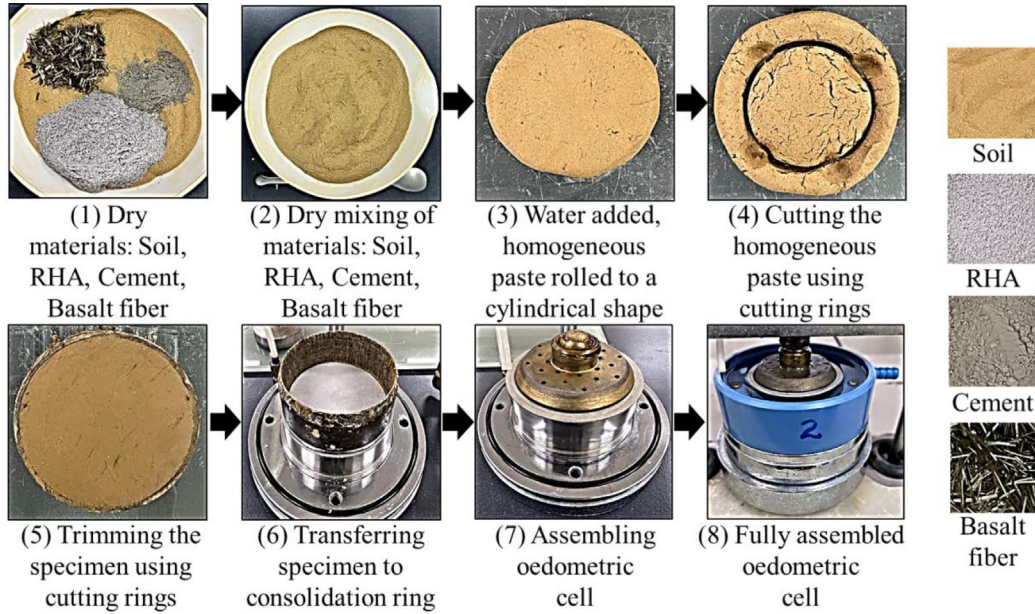 (1) Dry
materials: Soil,
RHA, Cement,
Basalt fiber
(2) Dry mixing of
materials: Soil,
RHA, Cement,
Basalt fiber
(3) Water added,
homogeneous
paste rolled to a
cylindrical shape
(4) Cutting the
homogeneous
paste using
cutting rings
Soil
RHA
Cement
Basalt
fiber
(5) Trimming the
specimen using
cutting rings
(6) Transferring
specimen to
consolidation ring
(7) Assembling
oedometric
cell
2
(8) Fully assembled
oedometric
cell